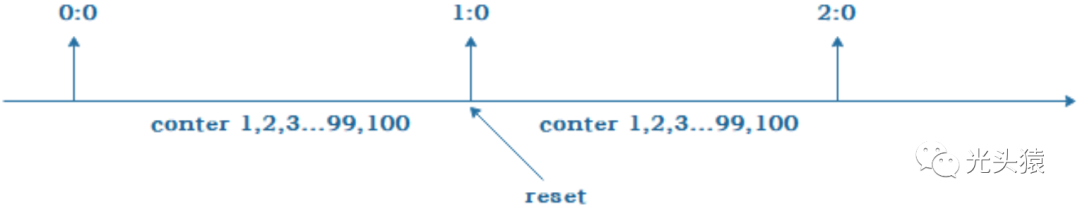 0:0 1:0 2:0
conter 1,2,3...99,100 conter 1,2,3...99,100
光头猿
reset